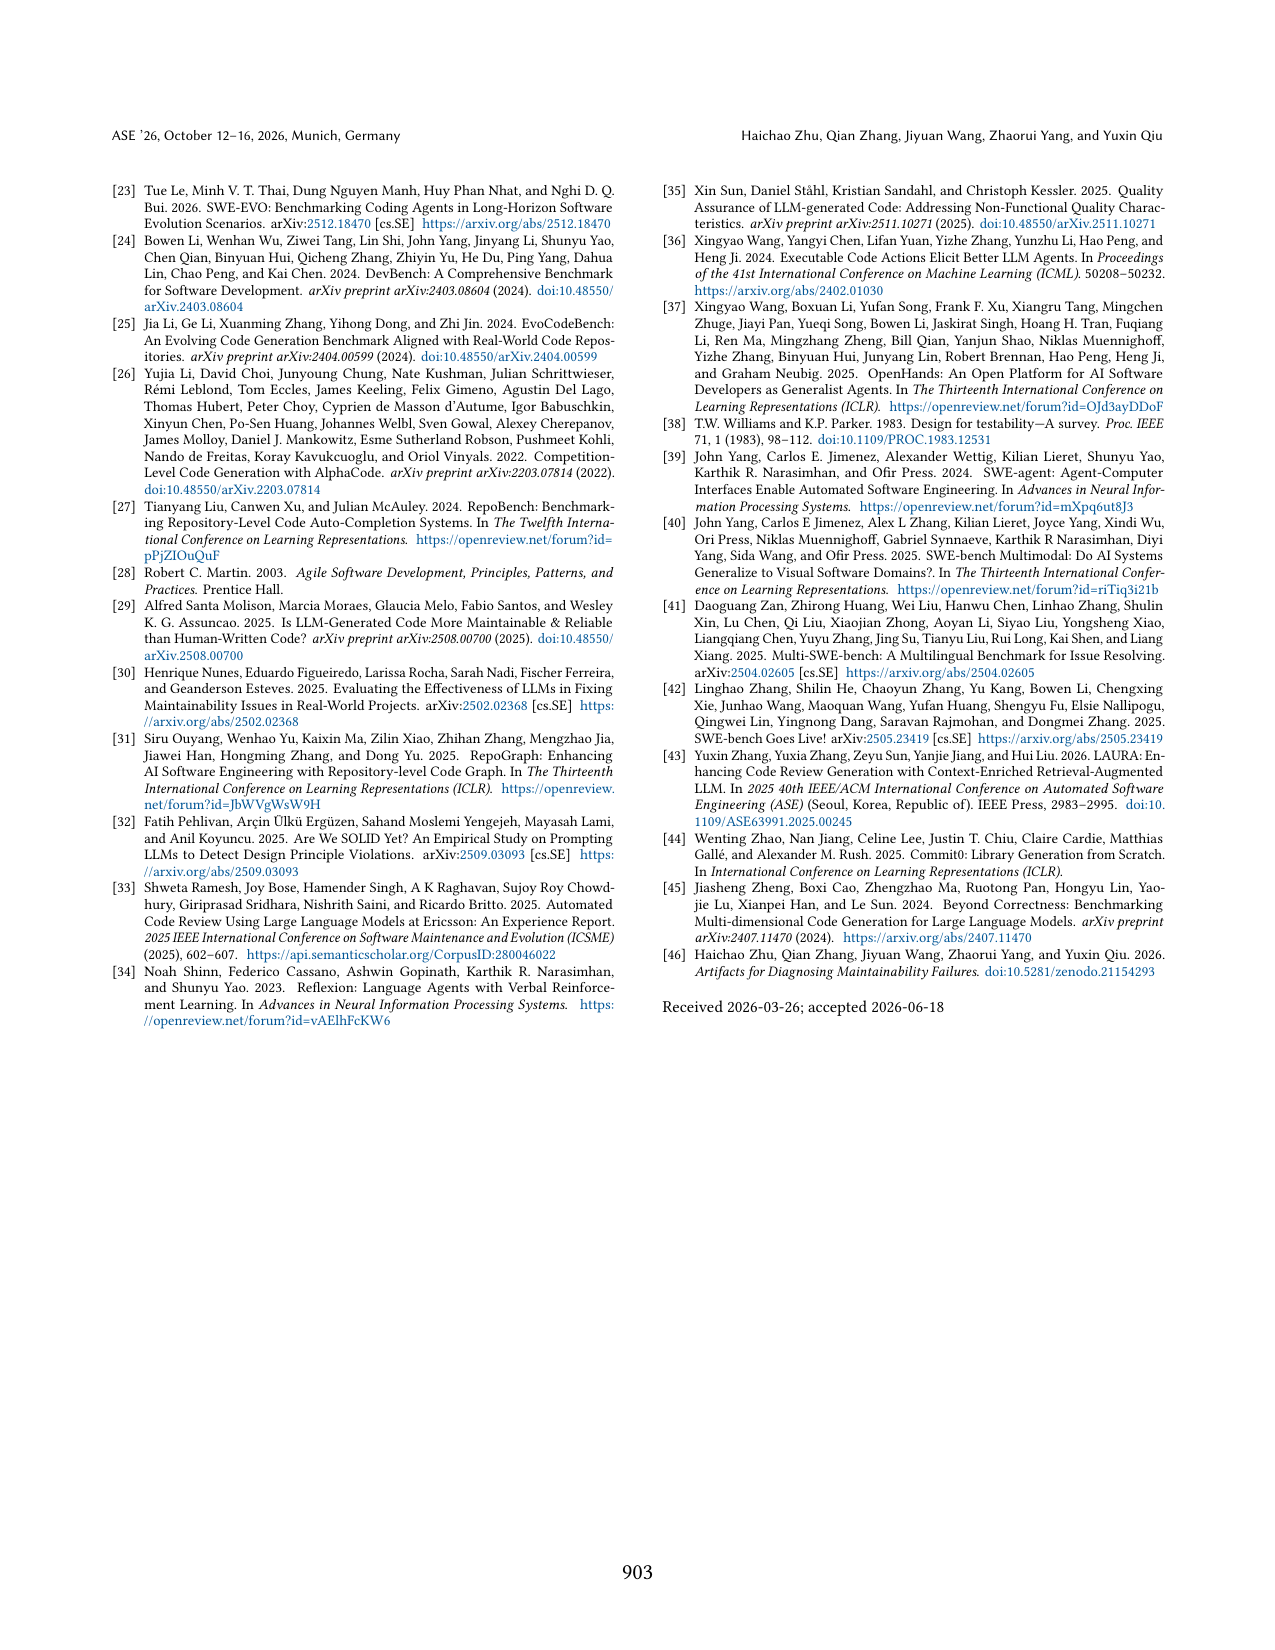 ASE ’26, October 12–16, 2026, Munich, Germany
Haichao Zhu, Qian Zhang, Jiyuan Wang, Zhaorui Yang, and Yuxin Qiu
[23] Tue Le, Minh V. T. Thai, Dung Nguyen Manh, Huy Phan Nhat, and Nghi D. Q.
Bui. 2026. SWE-EVO: Benchmarking Coding Agents in Long-Horizon Software
Evolution Scenarios. arXiv:2512.18470 [cs.SE] https://arxiv.org/abs/2512.18470
[24] Bowen Li, Wenhan Wu, Ziwei Tang, Lin Shi, John Yang, Jinyang Li, Shunyu Yao,
Chen Qian, Binyuan Hui, Qicheng Zhang, Zhiyin Yu, He Du, Ping Yang, Dahua
Lin, Chao Peng, and Kai Chen. 2024. DevBench: A Comprehensive Benchmark
for Software Development. arXiv preprint arXiv:2403.08604 (2024). doi:10.48550/
arXiv.2403.08604
[25] Jia Li, Ge Li, Xuanming Zhang, Yihong Dong, and Zhi Jin. 2024. EvoCodeBench:
An Evolving Code Generation Benchmark Aligned with Real-World Code Repos-
itories. arXiv preprint arXiv:2404.00599 (2024). doi:10.48550/arXiv.2404.00599
[26] Yujia Li, David Choi, Junyoung Chung, Nate Kushman, Julian Schrittwieser,
Rémi Leblond, Tom Eccles, James Keeling, Felix Gimeno, Agustin Del Lago,
Thomas Hubert, Peter Choy, Cyprien de Masson d’Autume, Igor Babuschkin,
Xinyun Chen, Po-Sen Huang, Johannes Welbl, Sven Gowal, Alexey Cherepanov,
James Molloy, Daniel J. Mankowitz, Esme Sutherland Robson, Pushmeet Kohli,
Nando de Freitas, Koray Kavukcuoglu, and Oriol Vinyals. 2022. Competition-
Level Code Generation with AlphaCode. arXiv preprint arXiv:2203.07814 (2022).
doi:10.48550/arXiv.2203.07814
[27] Tianyang Liu, Canwen Xu, and Julian McAuley. 2024. RepoBench: Benchmark-
ing Repository-Level Code Auto-Completion Systems. In The Twelfth Interna-
tional Conference on Learning Representations. https://openreview.net/forum?id=
pPjZIOuQuF
[28] Robert C. Martin. 2003. Agile Software Development, Principles, Patterns, and
Practices. Prentice Hall.
[29] Alfred Santa Molison, Marcia Moraes, Glaucia Melo, Fabio Santos, and Wesley
K. G. Assuncao. 2025. Is LLM-Generated Code More Maintainable & Reliable
than Human-Written Code? arXiv preprint arXiv:2508.00700 (2025). doi:10.48550/
arXiv.2508.00700
[30] Henrique Nunes, Eduardo Figueiredo, Larissa Rocha, Sarah Nadi, Fischer Ferreira,
and Geanderson Esteves. 2025. Evaluating the Effectiveness of LLMs in Fixing
Maintainability Issues in Real-World Projects. arXiv:2502.02368 [cs.SE] https:
//arxiv.org/abs/2502.02368
[31] Siru Ouyang, Wenhao Yu, Kaixin Ma, Zilin Xiao, Zhihan Zhang, Mengzhao Jia,
Jiawei Han, Hongming Zhang, and Dong Yu. 2025. RepoGraph: Enhancing
AI Software Engineering with Repository-level Code Graph. In The Thirteenth
International Conference on Learning Representations (ICLR). https://openreview.
net/forum?id=JbWVgWsW9H
[32] Fatih Pehlivan, Arçin Ülkü Ergüzen, Sahand Moslemi Yengejeh, Mayasah Lami,
and Anil Koyuncu. 2025. Are We SOLID Yet? An Empirical Study on Prompting
LLMs to Detect Design Principle Violations. arXiv:2509.03093 [cs.SE] https:
//arxiv.org/abs/2509.03093
[33] Shweta Ramesh, Joy Bose, Hamender Singh, A K Raghavan, Sujoy Roy Chowd-
hury, Giriprasad Sridhara, Nishrith Saini, and Ricardo Britto. 2025. Automated
Code Review Using Large Language Models at Ericsson: An Experience Report.
2025 IEEE International Conference on Software Maintenance and Evolution (ICSME)
(2025), 602–607. https://api.semanticscholar.org/CorpusID:280046022
[34] Noah Shinn, Federico Cassano, Ashwin Gopinath, Karthik R. Narasimhan,
and Shunyu Yao. 2023. Reflexion: Language Agents with Verbal Reinforce-
ment Learning. In Advances in Neural Information Processing Systems. https:
//openreview.net/forum?id=vAElhFcKW6
[35] Xin Sun, Daniel Ståhl, Kristian Sandahl, and Christoph Kessler. 2025. Quality
Assurance of LLM-generated Code: Addressing Non-Functional Quality Charac-
teristics. arXiv preprint arXiv:2511.10271 (2025). doi:10.48550/arXiv.2511.10271
[36] Xingyao Wang, Yangyi Chen, Lifan Yuan, Yizhe Zhang, Yunzhu Li, Hao Peng, and
Heng Ji. 2024. Executable Code Actions Elicit Better LLM Agents. In Proceedings
of the 41st International Conference on Machine Learning (ICML). 50208–50232.
https://arxiv.org/abs/2402.01030
[37] Xingyao Wang, Boxuan Li, Yufan Song, Frank F. Xu, Xiangru Tang, Mingchen
Zhuge, Jiayi Pan, Yueqi Song, Bowen Li, Jaskirat Singh, Hoang H. Tran, Fuqiang
Li, Ren Ma, Mingzhang Zheng, Bill Qian, Yanjun Shao, Niklas Muennighoff,
Yizhe Zhang, Binyuan Hui, Junyang Lin, Robert Brennan, Hao Peng, Heng Ji,
and Graham Neubig. 2025. OpenHands: An Open Platform for AI Software
Developers as Generalist Agents. In The Thirteenth International Conference on
Learning Representations (ICLR). https://openreview.net/forum?id=OJd3ayDDoF
[38] T.W. Williams and K.P. Parker. 1983. Design for testability—A survey. Proc. IEEE
71, 1 (1983), 98–112. doi:10.1109/PROC.1983.12531
[39] John Yang, Carlos E. Jimenez, Alexander Wettig, Kilian Lieret, Shunyu Yao,
Karthik R. Narasimhan, and Ofir Press. 2024. SWE-agent: Agent-Computer
Interfaces Enable Automated Software Engineering. In Advances in Neural Infor-
mation Processing Systems. https://openreview.net/forum?id=mXpq6ut8J3
[40] John Yang, Carlos E Jimenez, Alex L Zhang, Kilian Lieret, Joyce Yang, Xindi Wu,
Ori Press, Niklas Muennighoff, Gabriel Synnaeve, Karthik R Narasimhan, Diyi
Yang, Sida Wang, and Ofir Press. 2025. SWE-bench Multimodal: Do AI Systems
Generalize to Visual Software Domains?. In The Thirteenth International Confer-
ence on Learning Representations. https://openreview.net/forum?id=riTiq3i21b
[41] Daoguang Zan, Zhirong Huang, Wei Liu, Hanwu Chen, Linhao Zhang, Shulin
Xin, Lu Chen, Qi Liu, Xiaojian Zhong, Aoyan Li, Siyao Liu, Yongsheng Xiao,
Liangqiang Chen, Yuyu Zhang, Jing Su, Tianyu Liu, Rui Long, Kai Shen, and Liang
Xiang. 2025. Multi-SWE-bench: A Multilingual Benchmark for Issue Resolving.
arXiv:2504.02605 [cs.SE] https://arxiv.org/abs/2504.02605
[42] Linghao Zhang, Shilin He, Chaoyun Zhang, Yu Kang, Bowen Li, Chengxing
Xie, Junhao Wang, Maoquan Wang, Yufan Huang, Shengyu Fu, Elsie Nallipogu,
Qingwei Lin, Yingnong Dang, Saravan Rajmohan, and Dongmei Zhang. 2025.
SWE-bench Goes Live! arXiv:2505.23419 [cs.SE] https://arxiv.org/abs/2505.23419
[43] Yuxin Zhang, Yuxia Zhang, Zeyu Sun, Yanjie Jiang, and Hui Liu. 2026. LAURA: En-
hancing Code Review Generation with Context-Enriched Retrieval-Augmented
LLM. In 2025 40th IEEE/ACM International Conference on Automated Software
Engineering (ASE) (Seoul, Korea, Republic of). IEEE Press, 2983–2995. doi:10.
1109/ASE63991.2025.00245
[44] Wenting Zhao, Nan Jiang, Celine Lee, Justin T. Chiu, Claire Cardie, Matthias
Gallé, and Alexander M. Rush. 2025. Commit0: Library Generation from Scratch.
In International Conference on Learning Representations (ICLR).
[45] Jiasheng Zheng, Boxi Cao, Zhengzhao Ma, Ruotong Pan, Hongyu Lin, Yao-
jie Lu, Xianpei Han, and Le Sun. 2024. Beyond Correctness: Benchmarking
Multi-dimensional Code Generation for Large Language Models. arXiv preprint
arXiv:2407.11470 (2024). https://arxiv.org/abs/2407.11470
[46] Haichao Zhu, Qian Zhang, Jiyuan Wang, Zhaorui Yang, and Yuxin Qiu. 2026.
Artifacts for Diagnosing Maintainability Failures. doi:10.5281/zenodo.21154293
Received 2026-03-26; accepted 2026-06-18
903